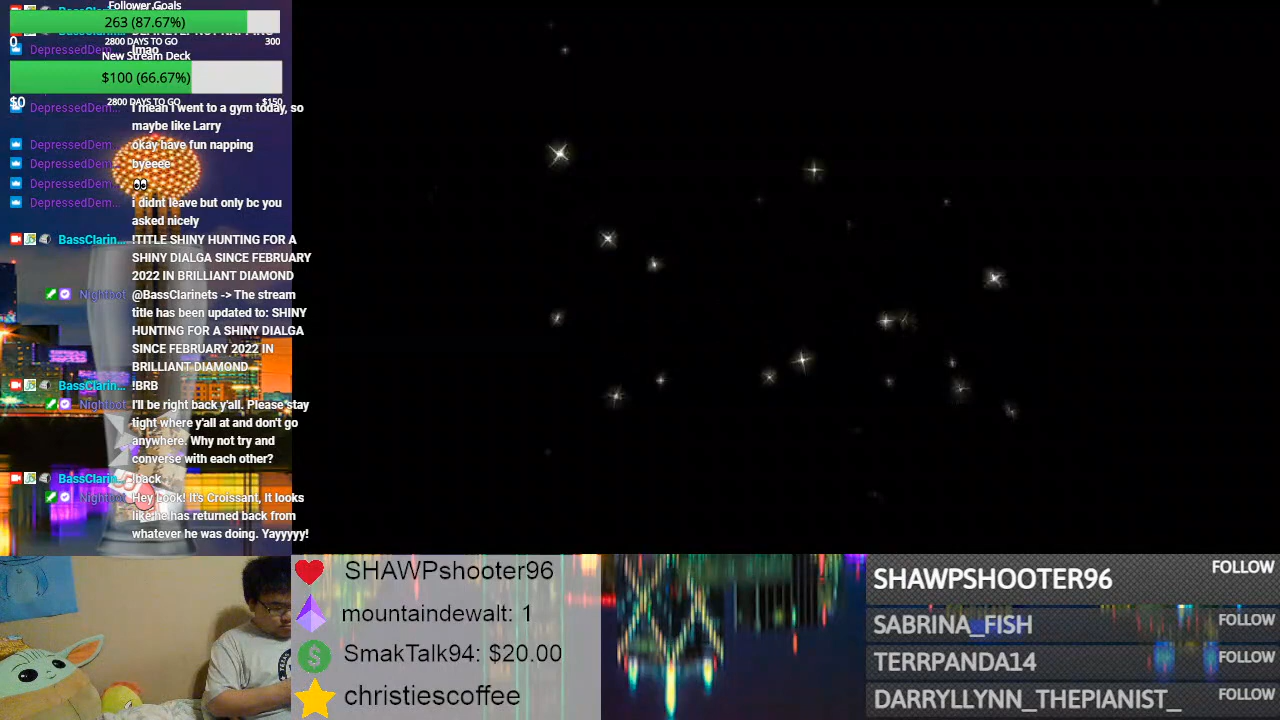 Follower Goals
263 (87.67%)
0 2800 DAYS TO GO 300
DepressedDem... lmao
New Stream Deck
$100 (66.67%)
$0 2800 DAYS TO GO $150
DepressedDem... I mean i went to a gym today, so
maybe like Larry
DepressedDem... okay have fun napping
DepressedDem... byeeee
DepressedDem... 👀
DepressedDem... i didnt leave but only bc you
asked nicely
BassClarin... !TITLE SHINY HUNTING FOR A
SHINY DIALGA SINCE FEBRUARY
2022 IN BRILLIANT DIAMOND
Nightbot @BassClarinets -> The stream
title has been updated to: SHINY
HUNTING FOR A SHINY DIALGA
SINCE FEBRUARY 2022 IN
BRILLIANT DIAMOND
BassClarin... !BRB
Nightbot I'll be right back y'all. Please stay
tight where y'all at and don't go
anywhere. Why not try and
converse with each other?
BassClarin... !back
Nightbot Hey Look! It's Croissant, It looks
like he has returned back from
whatever he was doing. Yayyyyy!
SHAWPshooter96
mountaindewalt: 1
SmakTalk94: $20.00
christiescoffee
SHAWPSHOOTER96 FOLLOW
SABRINA_FISH FOLLOW
TERRPANDA14 FOLLOW
DARRYLLYNN_THEPIANIST_ FOLLOW